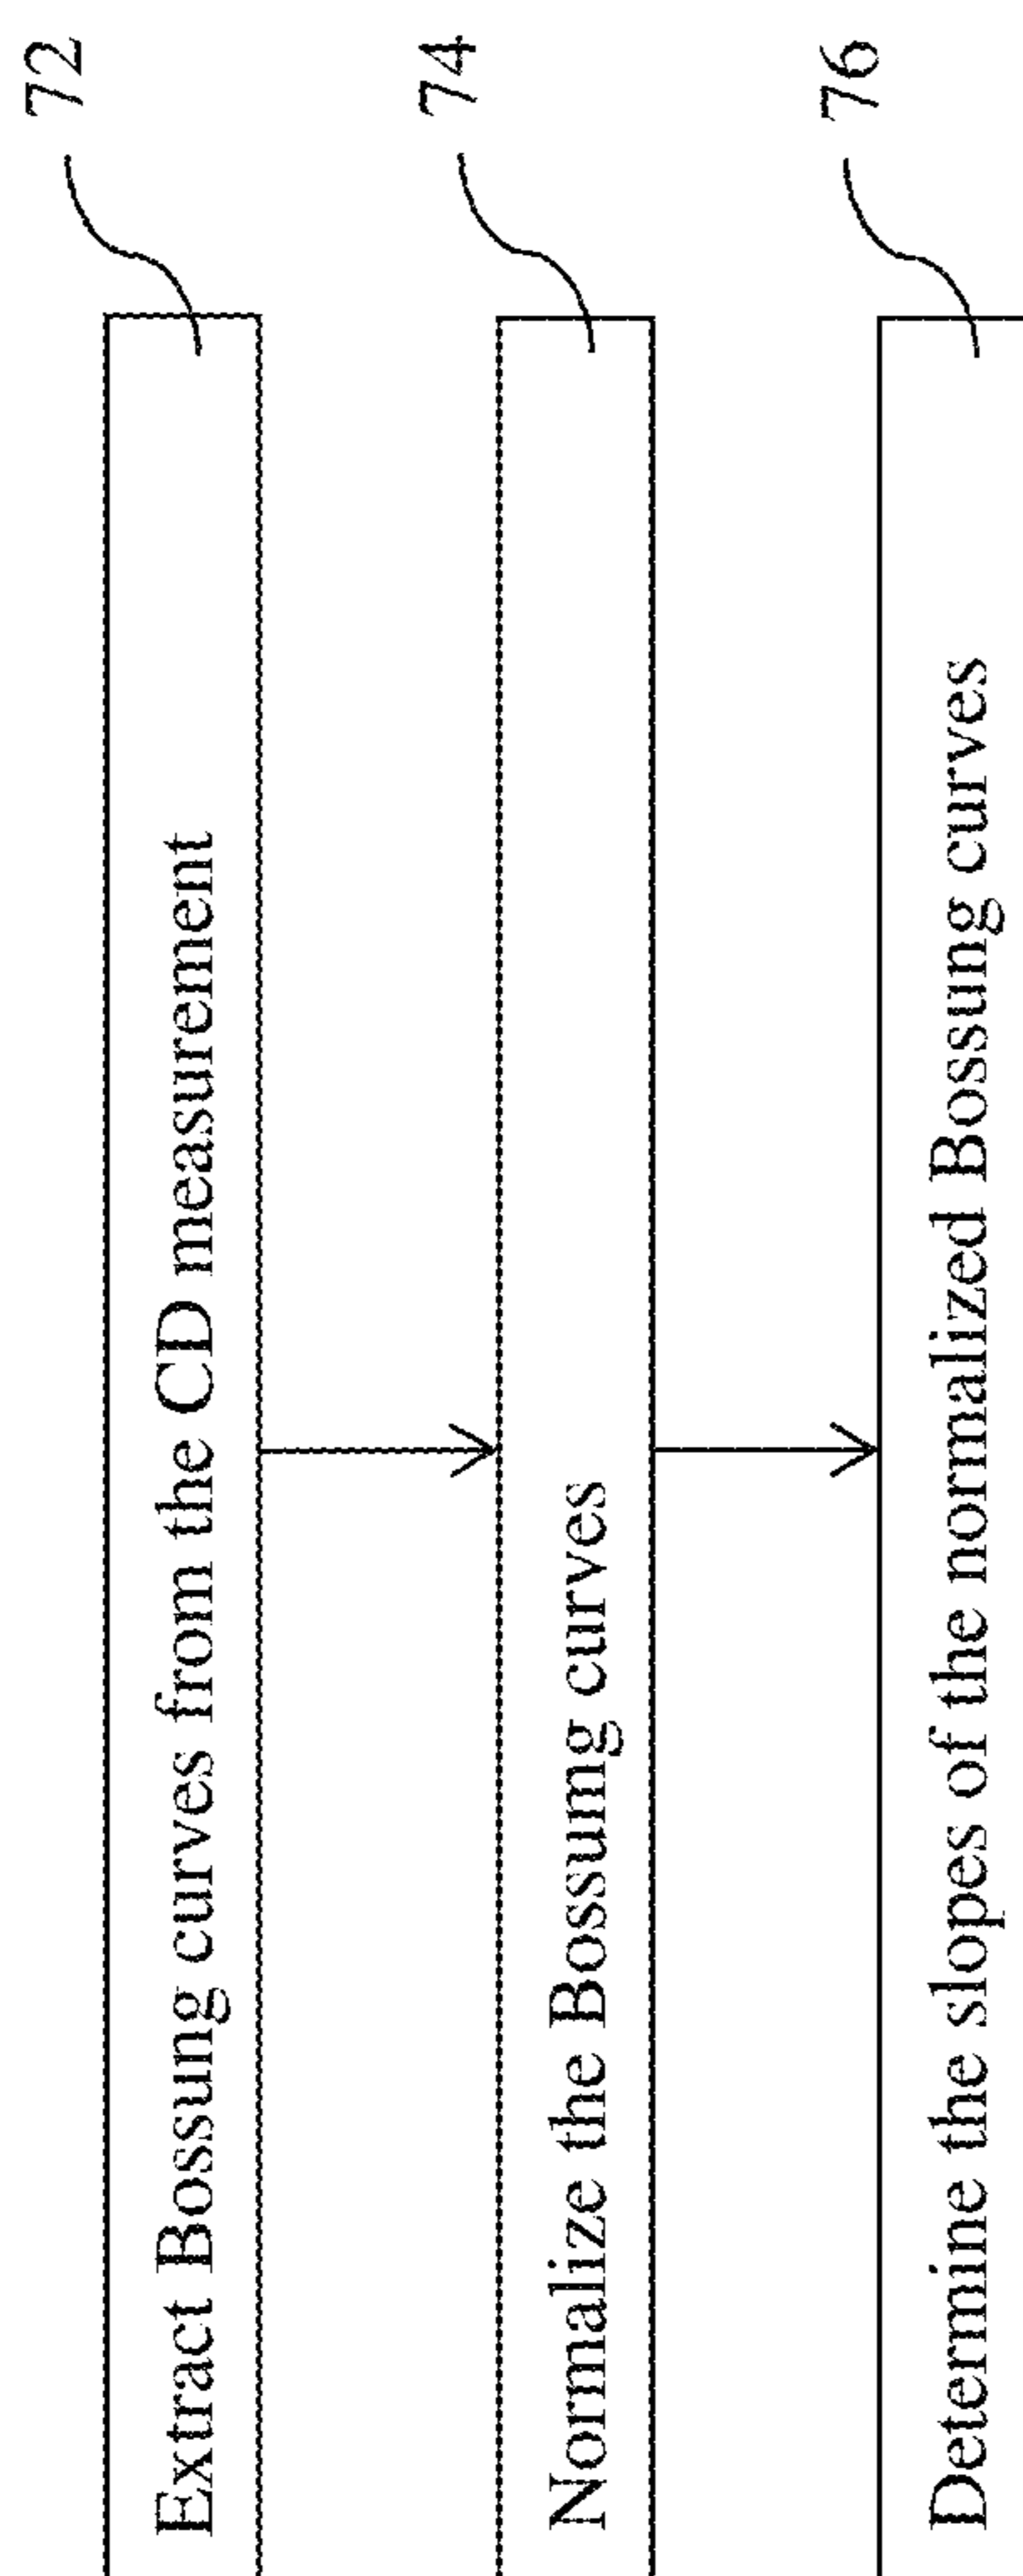 Extract Bossung curves from the CD measurement
72
Normalize the Bossung curves
74
Determine the slopes of the normalized Bossung curves
76